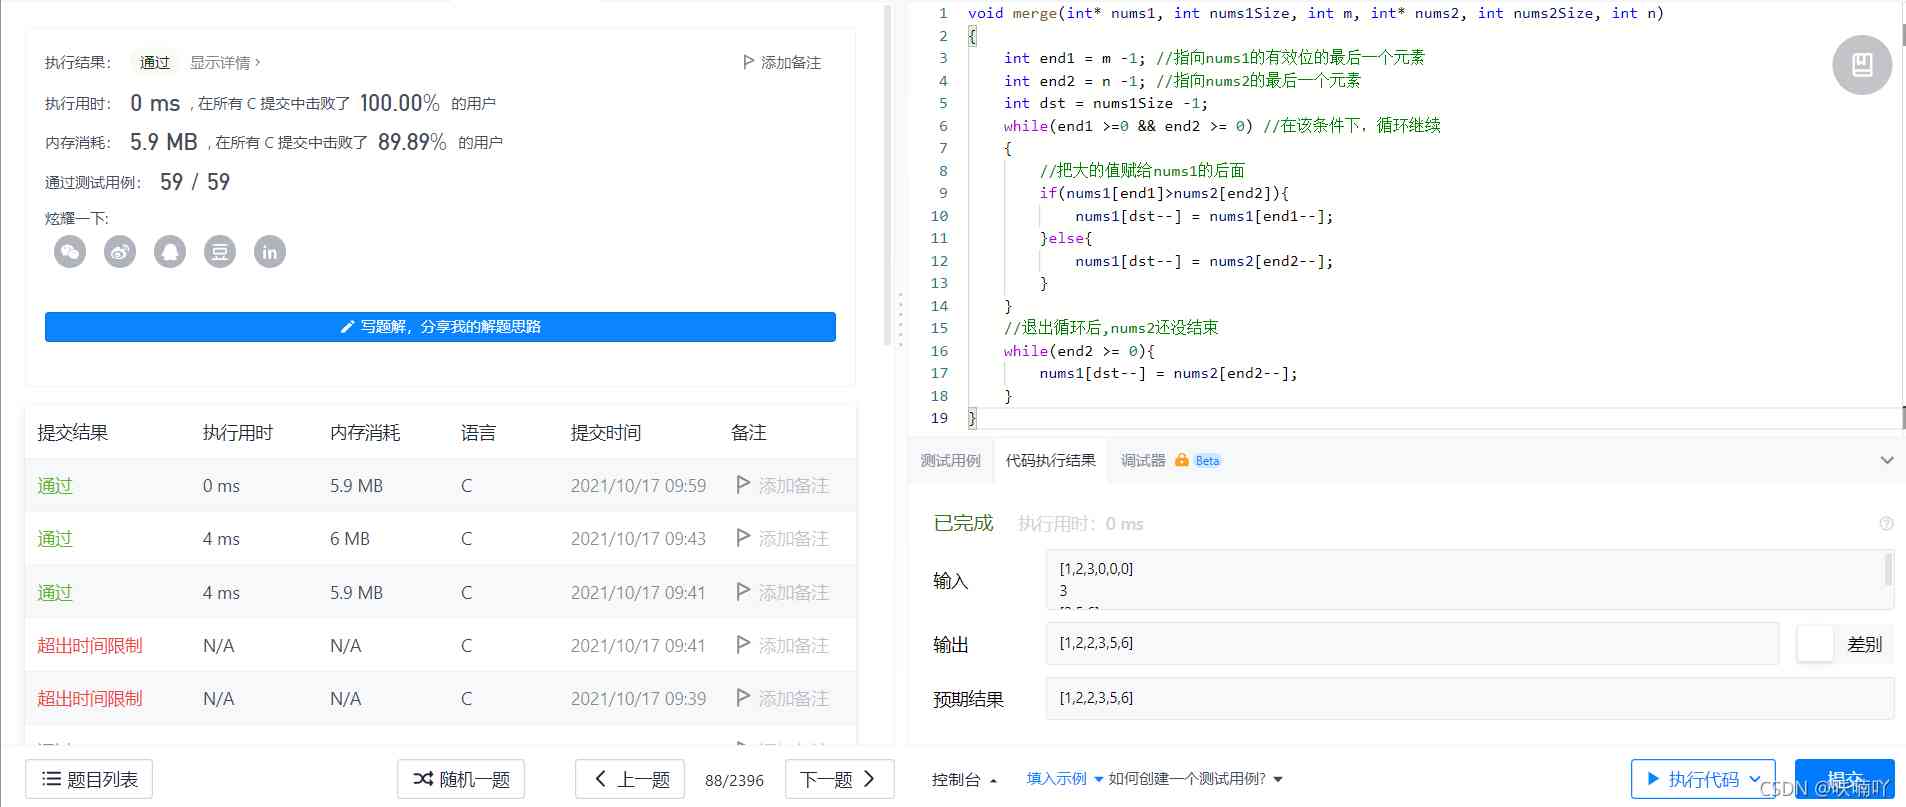 执行结果： 通过 显示详情 >
添加备注
执行用时： 0 ms , 在所有 C 提交中击败了 100.00% 的用户
内存消耗： 5.9 MB , 在所有 C 提交中击败了 89.89% 的用户
通过测试用例： 59 / 59
炫耀一下:
豆 in
写题解，分享我的解题思路
提交结果 执行用时 内存消耗 语言 提交时间 备注
通过 0 ms 5.9 MB C 2021/10/17 09:59 添加备注
通过 4 ms 6 MB C 2021/10/17 09:43 添加备注
通过 4 ms 5.9 MB C 2021/10/17 09:41 添加备注
超出时间限制 N/A N/A C 2021/10/17 09:41 添加备注
超出时间限制 N/A N/A C 2021/10/17 09:39 添加备注
题目列表 随机一题 上一题 88/2396 下一题
1 void merge(int* nums1, int nums1Size, int m, int* nums2, int nums2Size, int n)
2 {
3 int end1 = m -1; //指向nums1的有效位的最后一个元素
4 int end2 = n -1; //指向nums2的最后一个元素
5 int dst = nums1Size -1;
6 while(end1 >=0 && end2 >= 0) //在该条件下，循环继续
7 {
8 //把大的值赋给nums1的后面
9 if(nums1[end1]>nums2[end2]){
10 nums1[dst--] = nums1[end1--];
11 }else{
12 nums1[dst--] = nums2[end2--];
13 }
14 }
15 //退出循环后,nums2还没结束
16 while(end2 >= 0){
17 nums1[dst--] = nums2[end2--];
18 }
19 }
测试用例 代码执行结果 调试器 Beta
已完成 执行用时：0 ms
输入
[1,2,3,0,0,0]
3
输出 [1,2,2,3,5,6] 差别
预期结果 [1,2,2,3,5,6]
控制台 填入示例 如何创建一个测试用例? 执行代码 提交